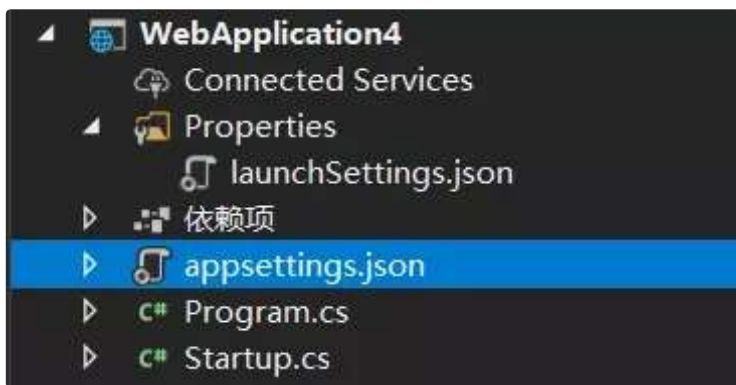 WebApplication4
Connected Services
Properties
launchSettings.json
依赖项
appsettings.json
C# Program.cs
C# Startup.cs